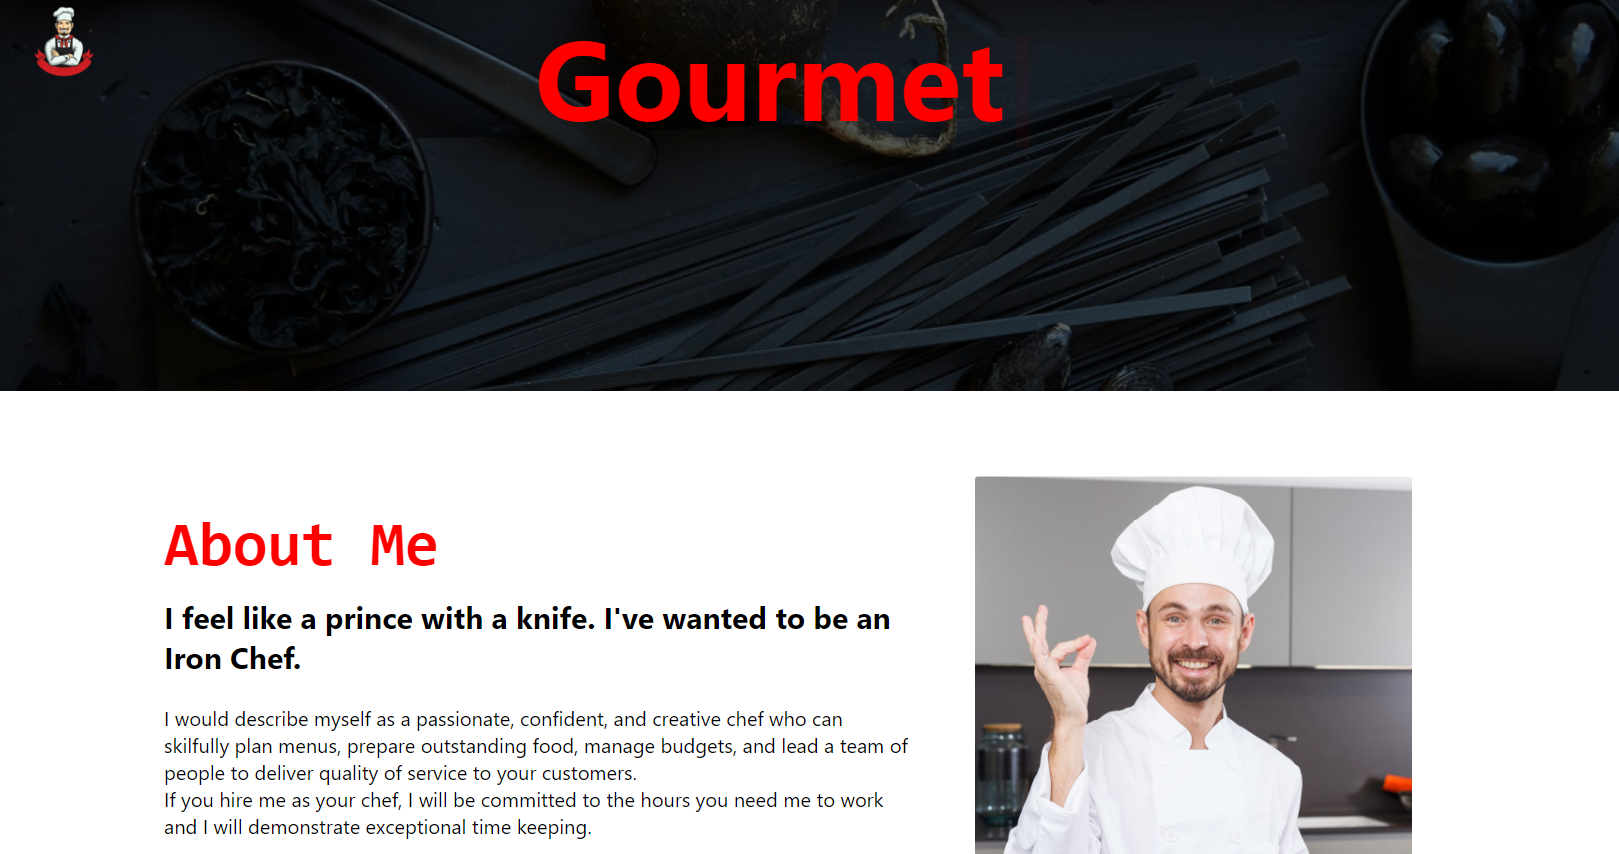 Gourmet
About Me
I feel like a prince with a knife. I've wanted to be an
Iron Chef.
I would describe myself as a passionate, confident, and creative chef who can
skilfully plan menus, prepare outstanding food, manage budgets, and lead a team of
people to deliver quality of service to your customers.
If you hire me as your chef, I will be committed to the hours you need me to work
and I will demonstrate exceptional time keeping.